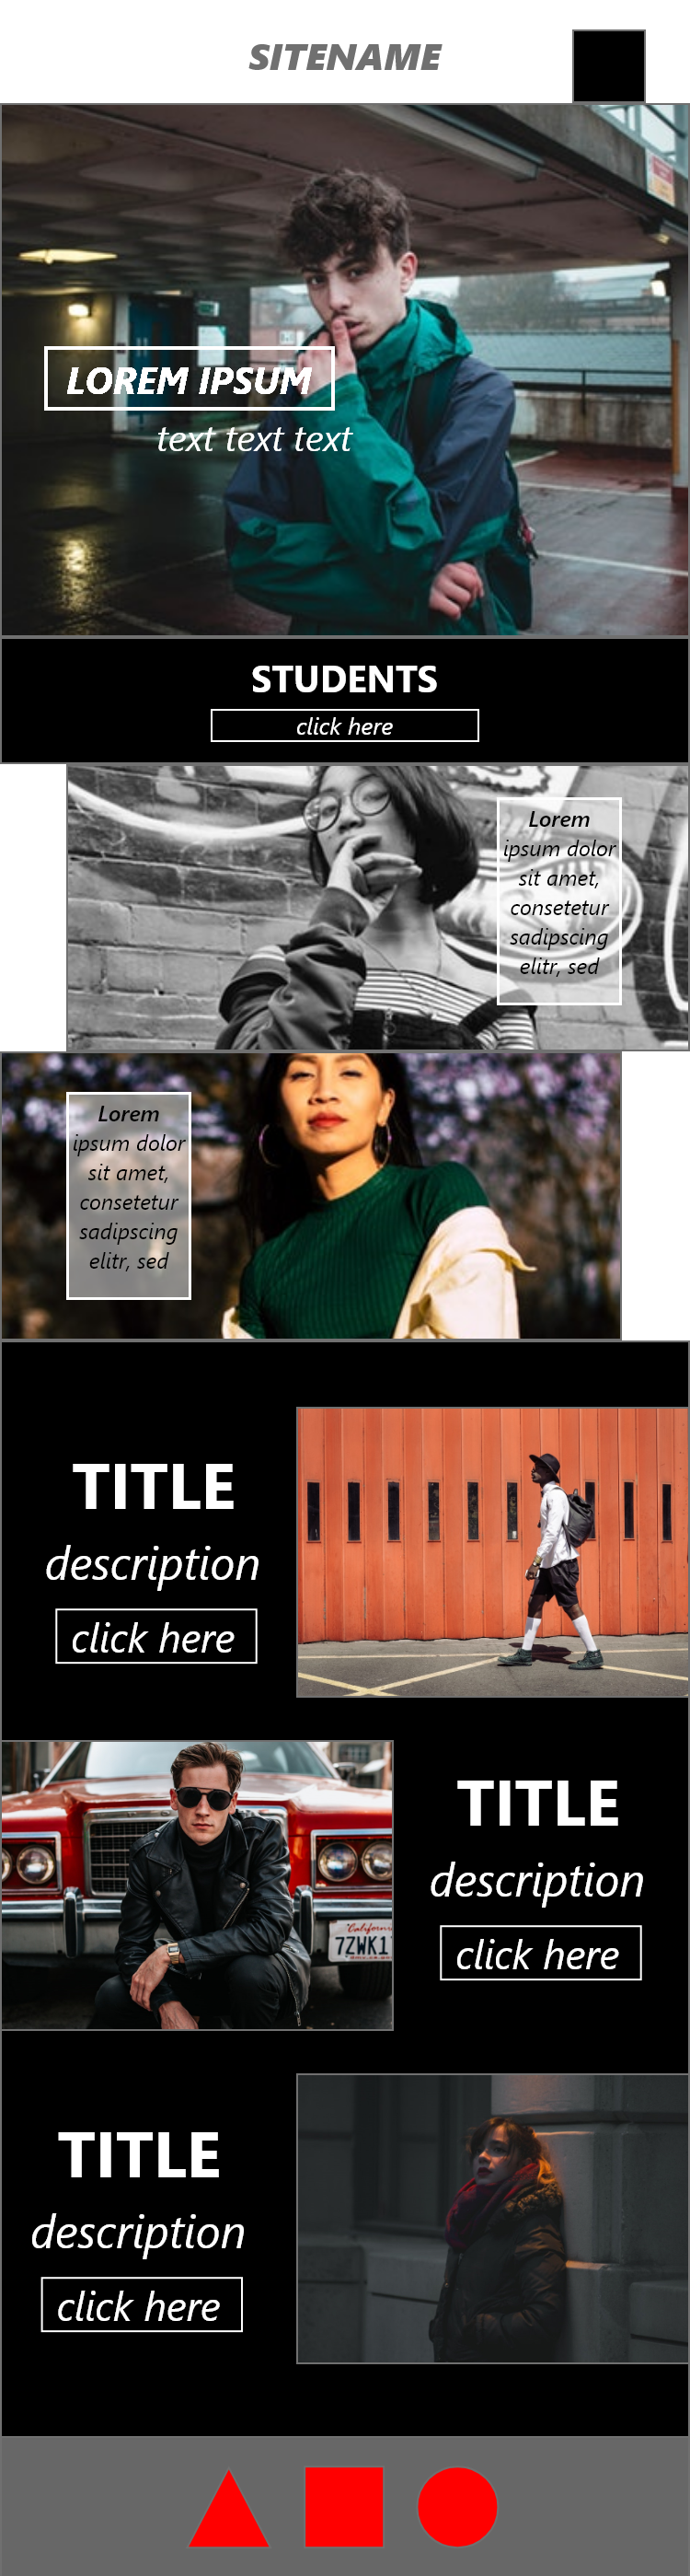 SITENAME
LOREM IPSUM
text text text
STUDENTS
click here
Lorem
ipsum dolor
sit amet,
consetetur
sadipscing
elitr, sed
Lorem
ipsum dolor
sit amet,
consetetur
sadipscing
elitr, sed
TITLE
description
click here
California
7ZWK1
TITLE
description
click here
TITLE
description
click here